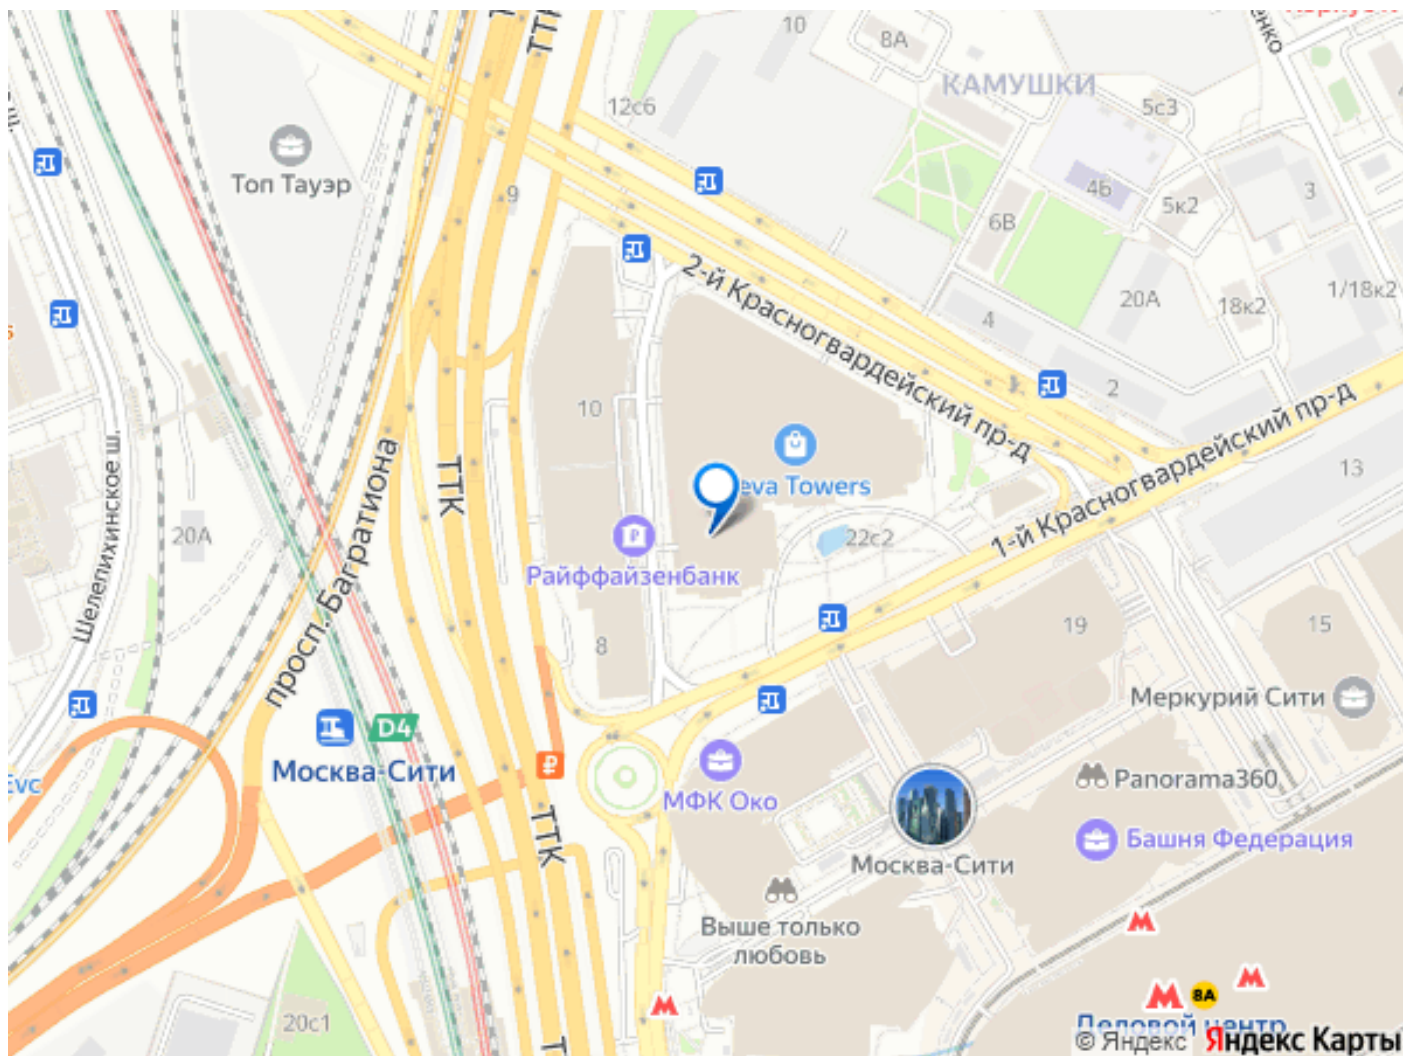 ТТК
10
8А
КАМУШКИ
12с6
5с3
Топ Тауэр
9
4Б
5к2
3
6В
20А
18к2
1/18к2
4
2
2-й Красногвардейский пр-д
10
ТТК
просп. Багратиона
Шелепихинское ш.
20А
eva Towers
1-й Красногвардейский пр-д
13
22с2
Райффайзенбанк
8
19
15
Меркурий Сити
D4
Москва-Сити
₽
МФК Око
Panorama360
Башня Федерация
ТТК
Москва-Сити
Выше только
любовь
8А
Деловой центр
20с1
© Яндекс Яндекс Карты